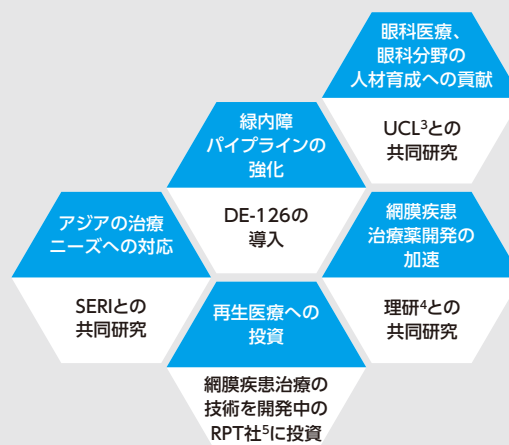 眼科医療、
眼科分野の
人材育成への貢献
UCL³との
共同研究
緑内障
パイプラインの
強化
DE-126の
導入
アジアの治療
ニーズへの対応
SERIとの
共同研究
網膜疾患
治療薬開発の
加速
理研⁴との
共同研究
再生医療への
投資
網膜疾患治療の
技術を開発中の
RPT社⁵に投資